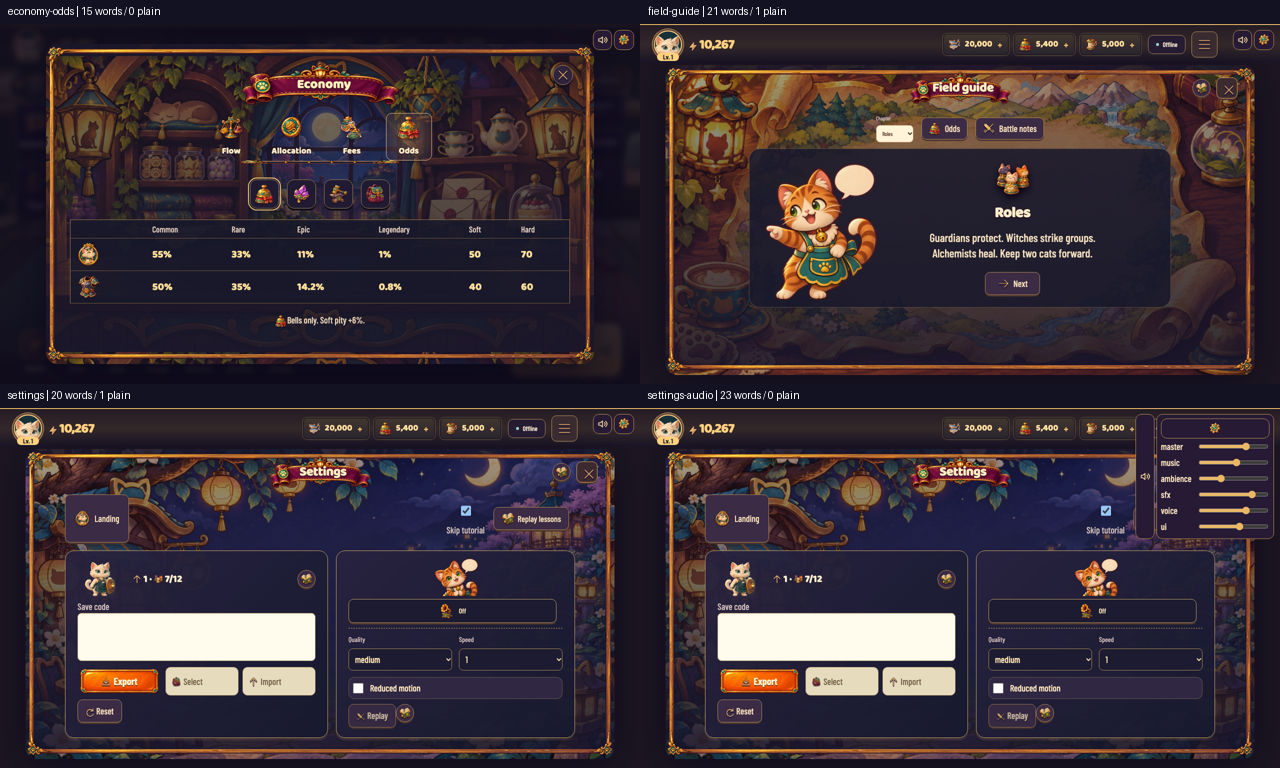 economy-odds | 15 words / 0 plain
Economy
Flow
Allocation
Fees
Odds
Common Rare Epic Legendary Soft Hard
55% 33% 11% 1% 50 70
50% 35% 14.2% 0.8% 40 60
Bells only. Soft pity +6%.
field-guide | 21 words / 1 plain
Lv.1
10,267
20,000 +
5,400 +
5,000 +
Offline
Field guide
Chapter
Roles
Odds
Battle notes
Roles
Guardians protect. Witches strike groups.
Alchemists heal. Keep two cats forward.
Next
settings | 20 words / 1 plain
Lv.1
10,267
20,000 +
5,400 +
5,000 +
Offline
Settings
Landing
Skip tutorial
Replay lessons
1 · 7/12
Save code
Export
Select
Import
Reset
Off
Quality
Speed
medium
1
Reduced motion
Replay
settings-audio | 23 words / 0 plain
Lv.1
10,267
20,000 +
5,400 +
5,000 +
Settings
master
music
ambience
sfx
voice
ui
Landing
Skip tutorial
1 · 7/12
Save code
Export
Select
Import
Reset
Off
Quality
Speed
medium
1
Reduced motion
Replay